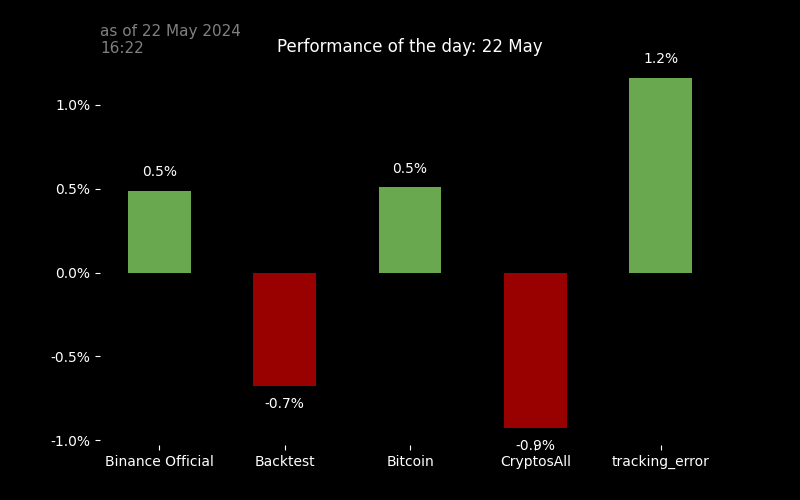 as of 22 May 2024
16:22
Performance of the day: 22 May
1.2%
1.0%
0.5%
0.5%
0.5%
0.0%
-0.5%
-0.7%
-1.0%
-0.9%
Binance Official
Backtest
Bitcoin
CryptosAll
tracking_error